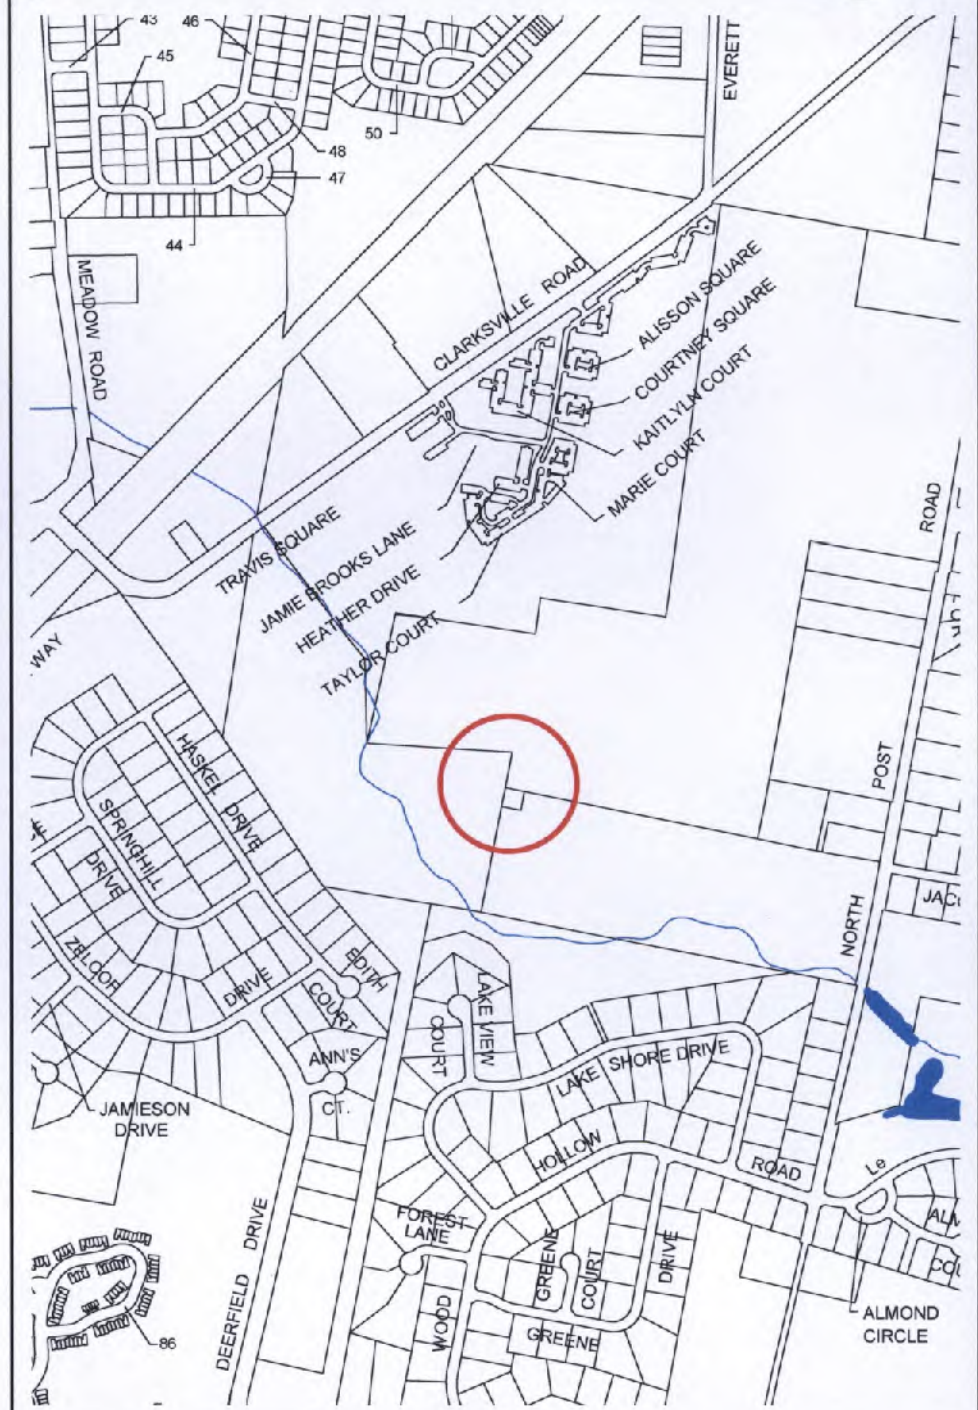 43
46
45
50
48
47
44
EVERETT
MEADOW ROAD
CLARKSVILLE ROAD
ALISSON SQUARE
COURTNEY SQUARE
KAITLYLN COURT
MARIE COURT
TRAVIS SQUARE
JAMIE BROOKS LANE
HEATHER DRIVE
TAYLOR COURT
ROAD
POST
NORTH
WAY
HASKEL DRIVE
SPRINGHILL
DRIVE
DRIVE
EDITH
COURT
ANN'S
CT.
LAKE VIEW
COURT
LAKE SHORE DRIVE
JAMIESON
DRIVE
HOLLOW
ROAD
Le
FOREST
LANE
DEERFIELD DRIVE
WOOD
GREENE
COURT
DRIVE
GREENE
ALMOND
CIRCLE
86